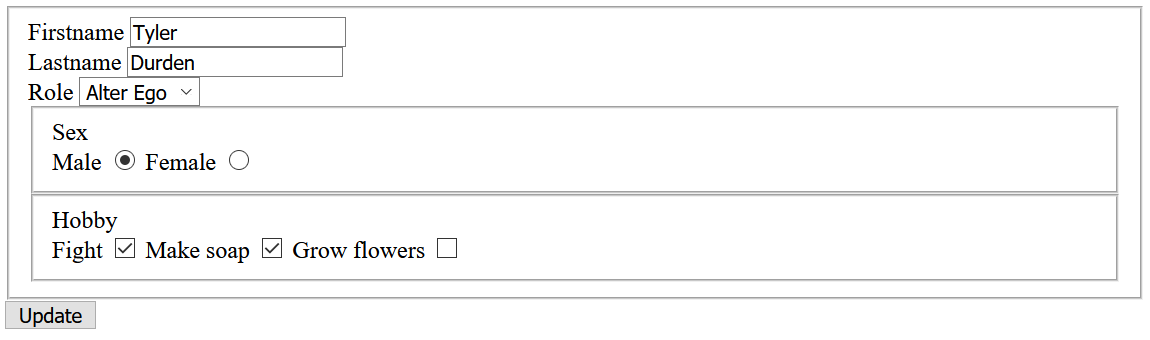 Firstname Tyler
Lastname Durden
Role Alter Ego
Sex
Male Female
Hobby
Fight Make soap Grow flowers
Update